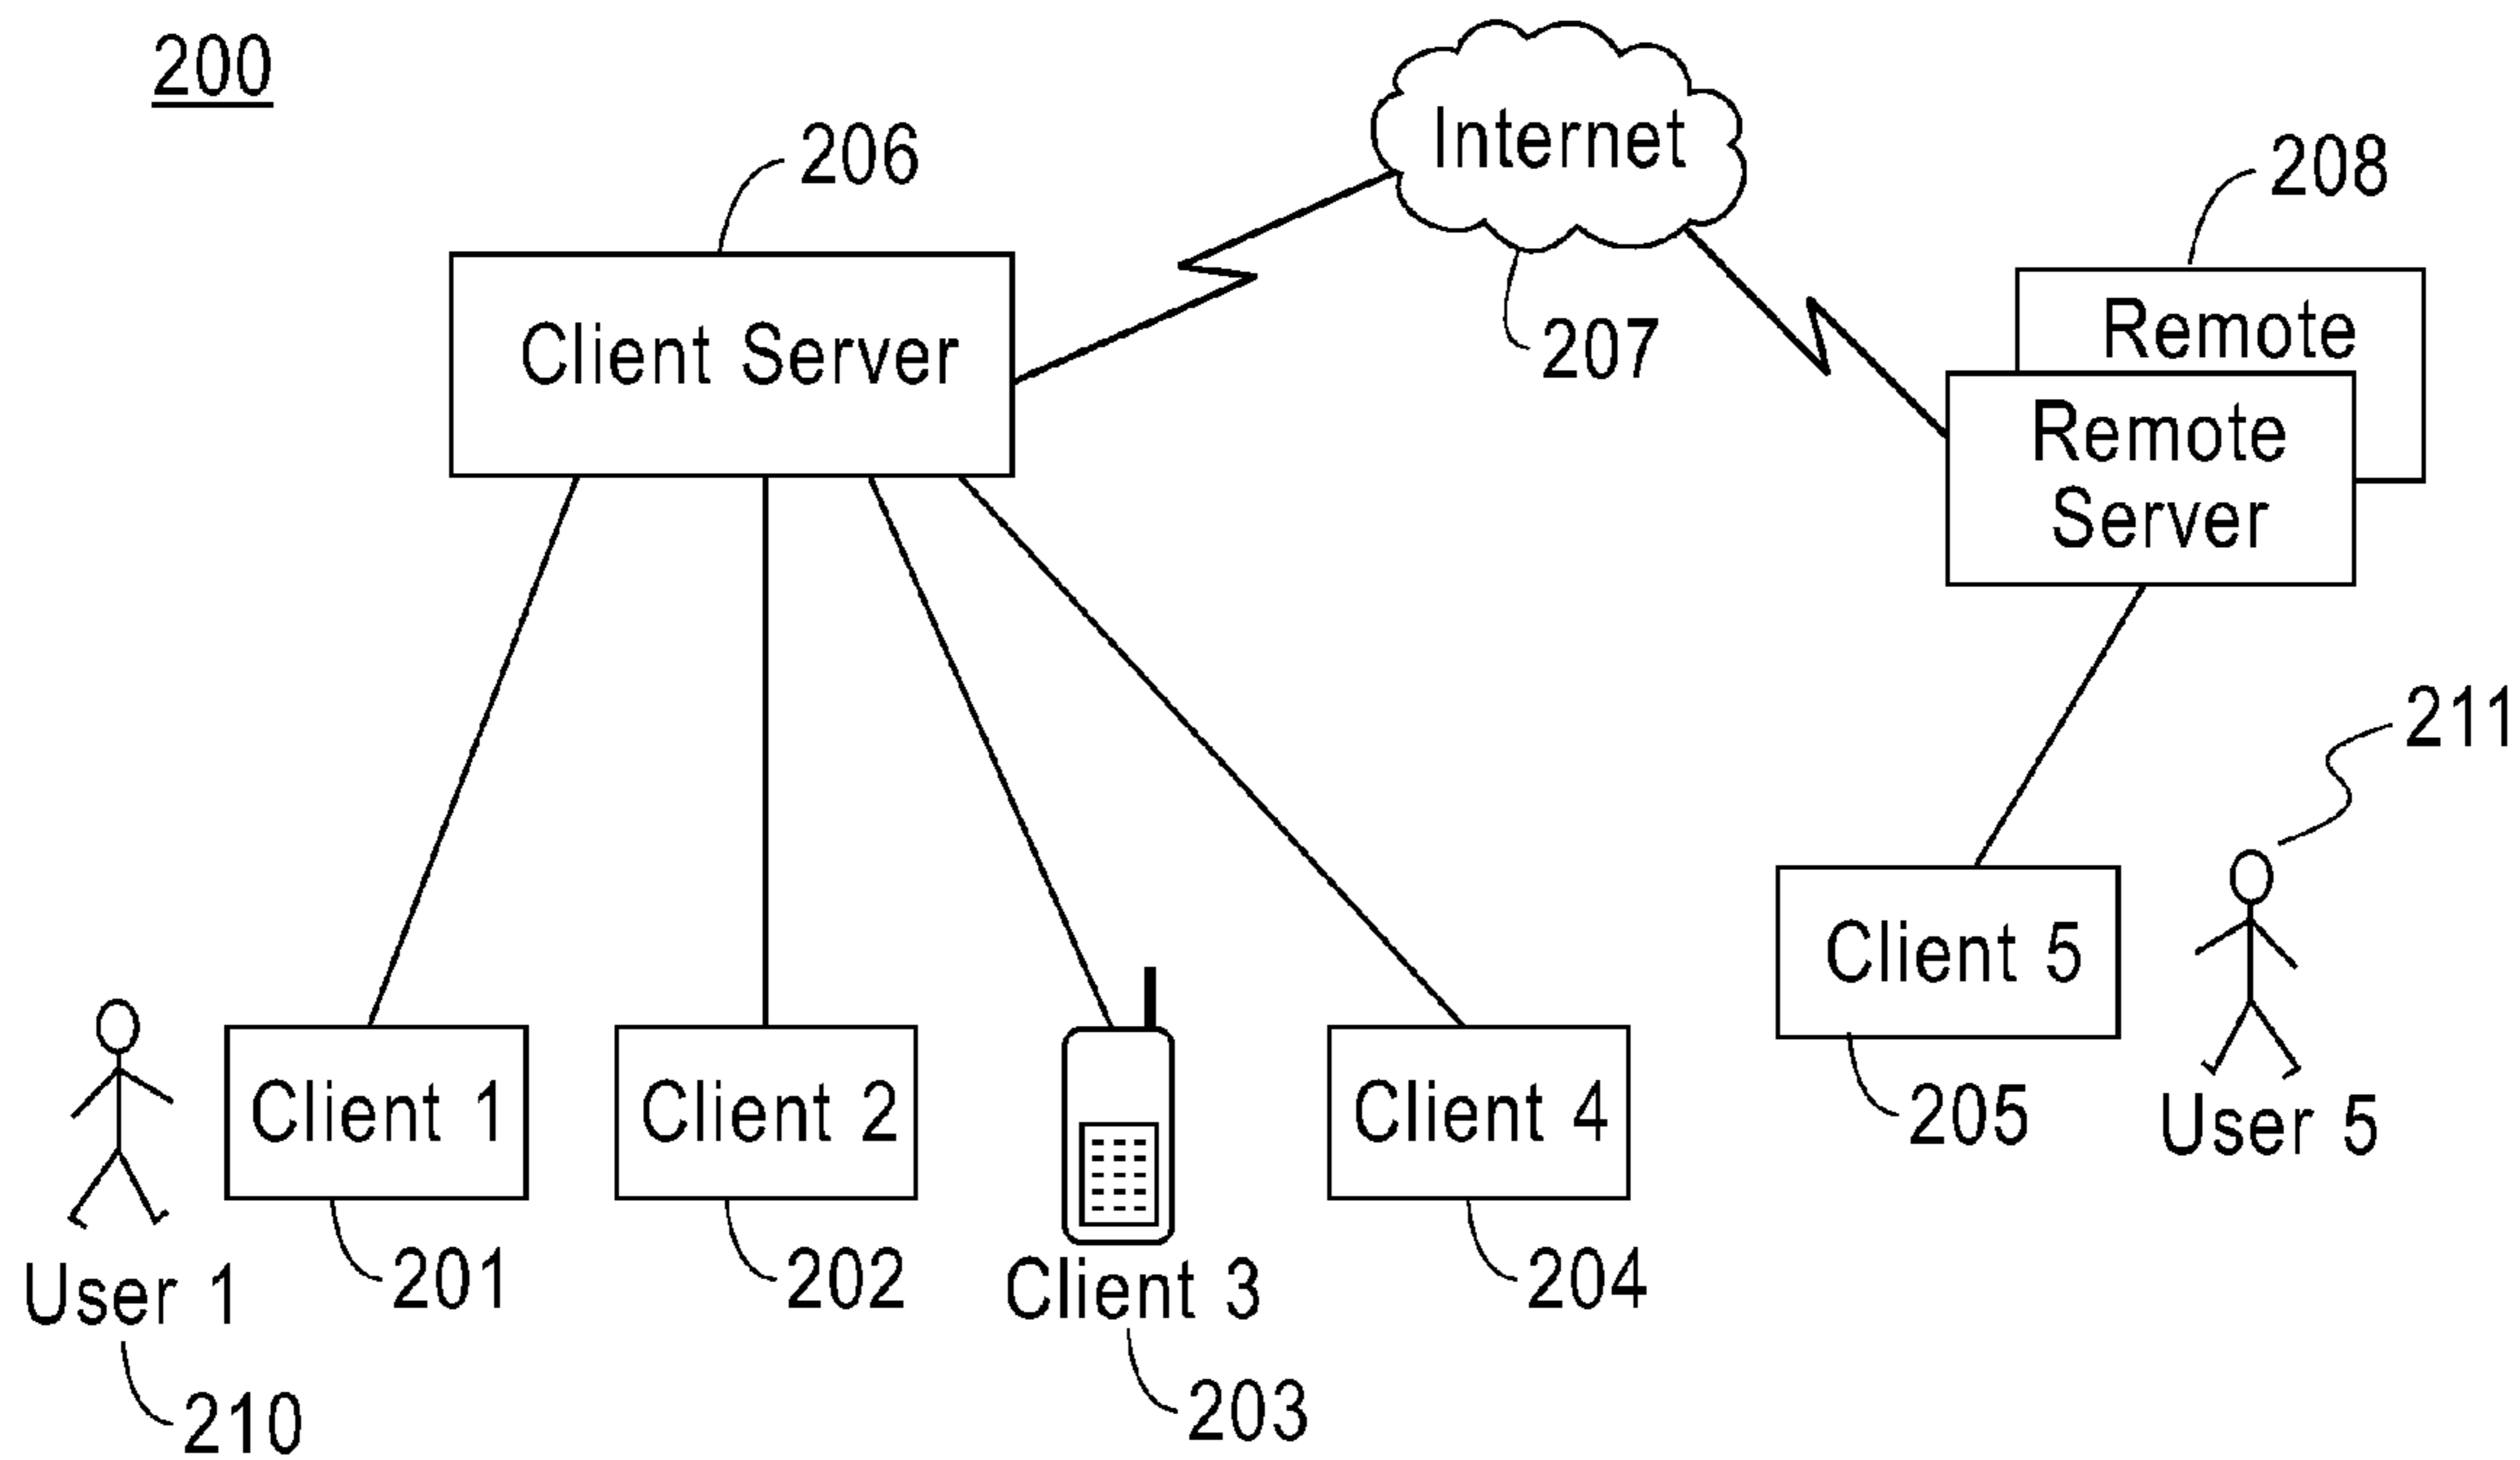 200
206
Internet
208
Client Server
207
Remote
Remote
Server
211
Client 5
205
User 5
Client 1
Client 2
Client 4
201
202
Client 3
204
User 1
203
210